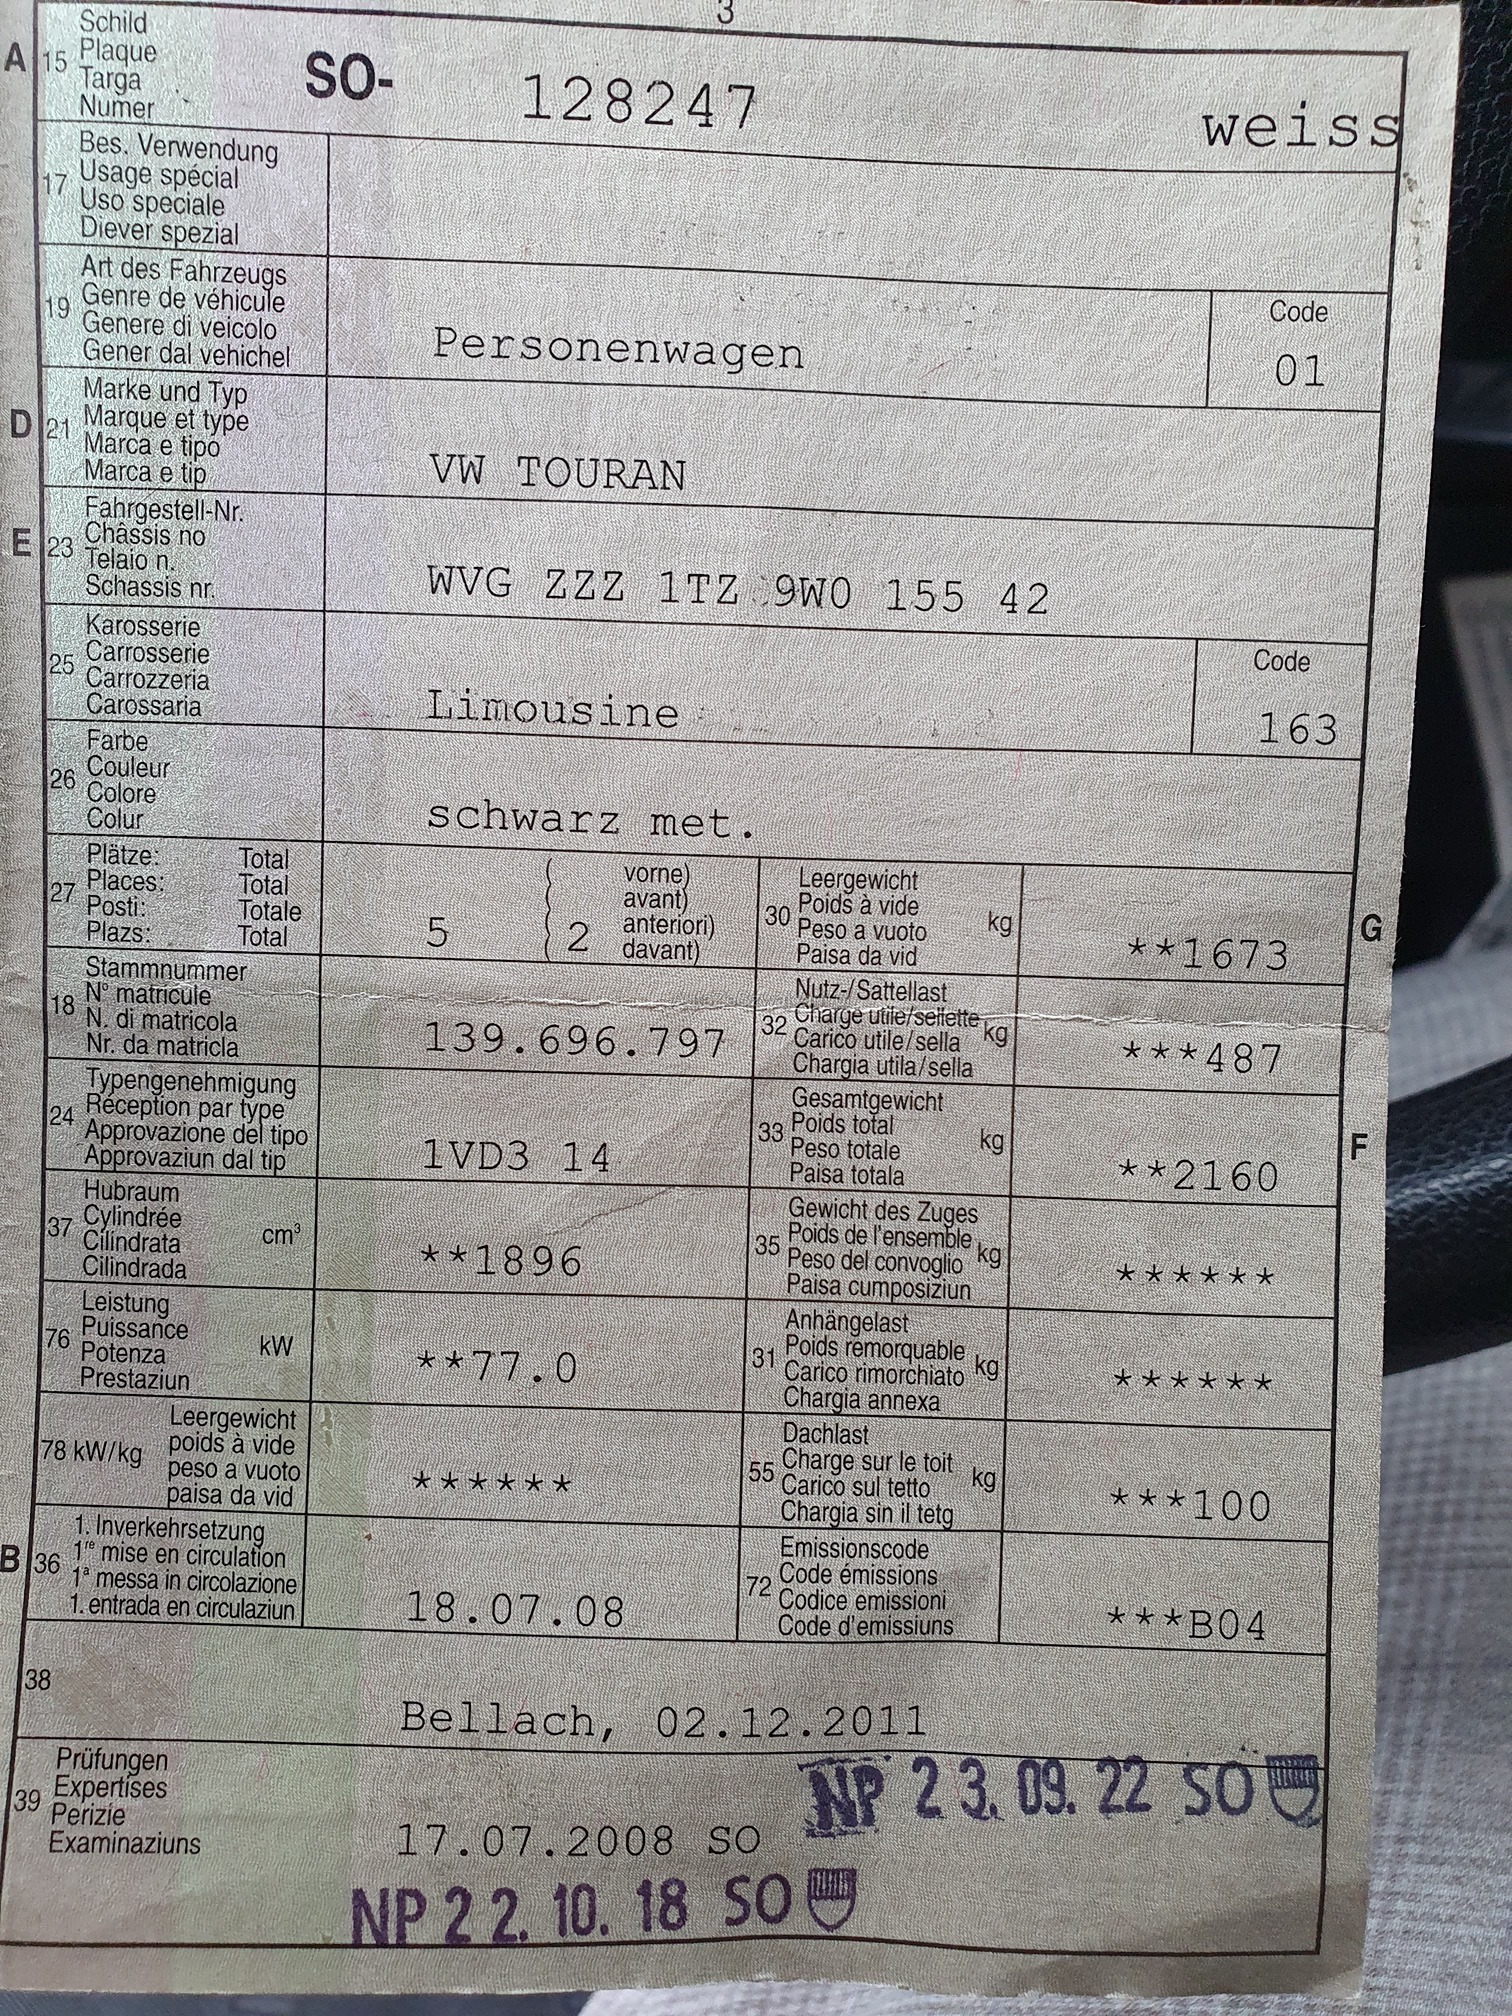 3
A 15 Schild
Plaque
Targa
Numer
SO- 128247 weiss
17 Bes. Verwendung
Usage spécial
Uso speciale
Diever spezial
19 Art des Fahrzeugs
Genre de véhicule
Genere di veicolo
Gener dal vehichel
Personenwagen
Code
01
D 21 Marke und Typ
Marque et type
Marca e tipo
Marca e tip
VW TOURAN
E 23 Fahrgestell-Nr.
Châssis no
Telaio n.
Schassis nr.
WVG ZZZ 1TZ 9W0 155 42
25 Karosserie
Carrosserie
Carrozzeria
Carossaria
Limousine
Code
163
26 Farbe
Couleur
Colore
Colur
schwarz met.
27 Plätze: Total
Places: Total
Posti: Totale
Plazs: Total
5 ( 2 vorne)
avant)
anteriori)
davant)
30 Leergewicht
Poids à vide
Peso a vuoto
Paisa da vid
kg
**1673
G
18 Stammnummer
N° matricule
N. di matricola
Nr. da matricla
139.696.797
32 Nutz-/Sattellast
Charge utile/sellette
Carico utile/sella
Chargia utila/sella
kg
***487
24 Typengenehmigung
Réception par type
Approvazione del tipo
Approvaziun dal tip
1VD3 14
33 Gesamtgewicht
Poids total
Peso totale
Paisa totala
kg
**2160
F
37 Hubraum
Cylindrée
Cilindrata
Cilindrada
cm³
**1896
35 Gewicht des Zuges
Poids de l'ensemble
Peso del convoglio
Paisa cumposiziun
kg
******
76 Leistung
Puissance
Potenza
Prestaziun
kW
**77.0
31 Anhängelast
Poids remorquable
Carico rimorchiato
Chargia annexa
kg
******
78 kW/kg
Leergewicht
poids à vide
peso a vuoto
paisa da vid
******
55 Dachlast
Charge sur le toit
Carico sul tetto
Chargia sin il tetg
kg
***100
B 36 1. Inverkehrsetzung
1re mise en circulation
1a messa in circolazione
1. entrada en circulaziun
18.07.08
72 Emissionscode
Code émissions
Codice emissioni
Code d'emissiuns
***B04
38
Bellach, 02.12.2011
39 Prüfungen
Expertises
Perizie
Examinaziuns
NP 23.09.22 SO
17.07.2008 SO
NP 22.10.18 SO